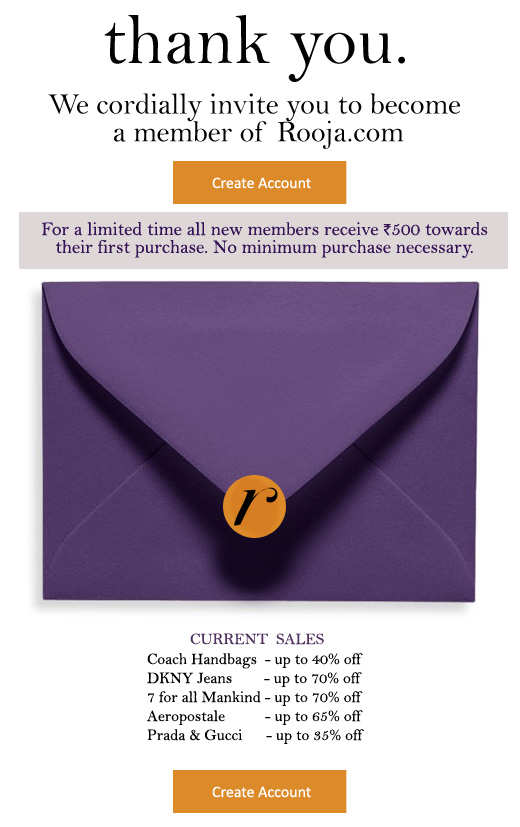 thank you.
We cordially invite you to become
a member of Rooja.com
Create Account
For a limited time all new members receive ₹500 towards
their first purchase. No minimum purchase necessary.
r
CURRENT SALES
Coach Handbags - up to 40% off
DKNY Jeans - up to 70% off
7 for all Mankind - up to 70% off
Aeropostale - up to 65% off
Prada & Gucci - up to 35% off
Create Account